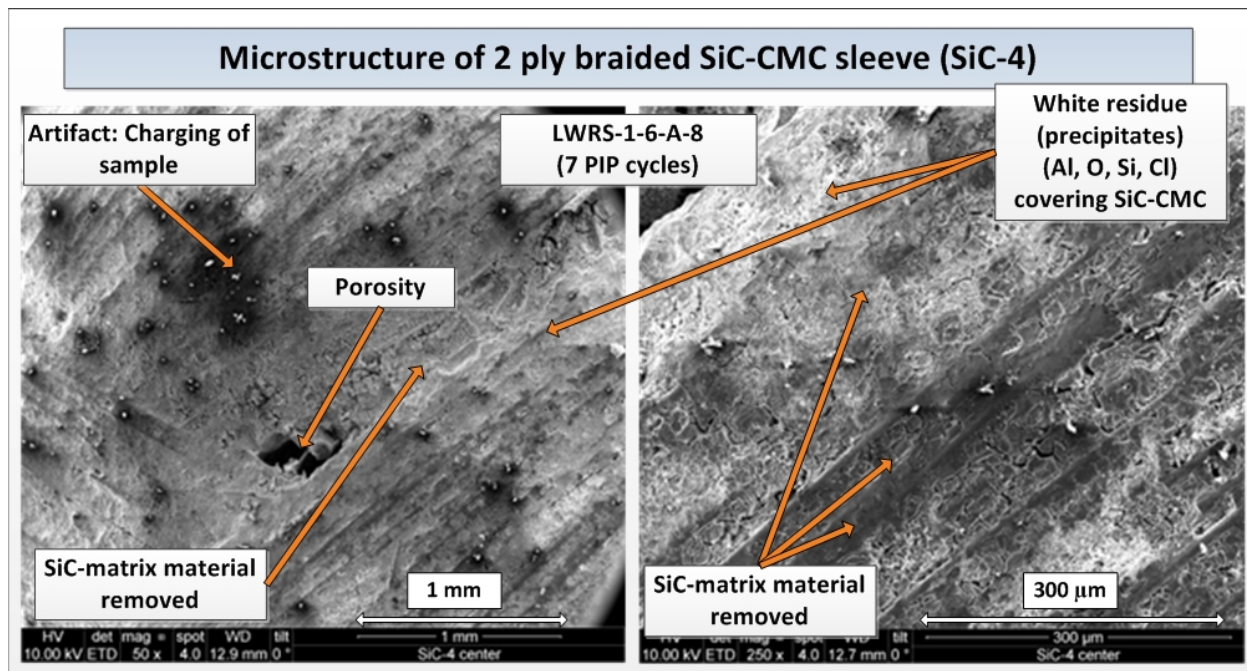 Microstructure of 2 ply braided SiC-CMC sleeve (SiC-4)
Artifact: Charging of
sample
LWRS-1-6-A-8
(7 PIP cycles)
White residue
(precipitates)
(Al, O, Si, Cl)
covering SiC-CMC
Porosity
SiC-matrix material
removed
1 mm
SiC-matrix material
removed
300 µm
HV det mag = spot WD tilt
10.00 kV ETD 50 x 4.0 12.9 mm 0 °
1 mm
SiC-4 center
HV det mag = spot WD tilt
10.00 kV ETD 250 x 4.0 12.7 mm 0 °
300 µm
SiC-4 center